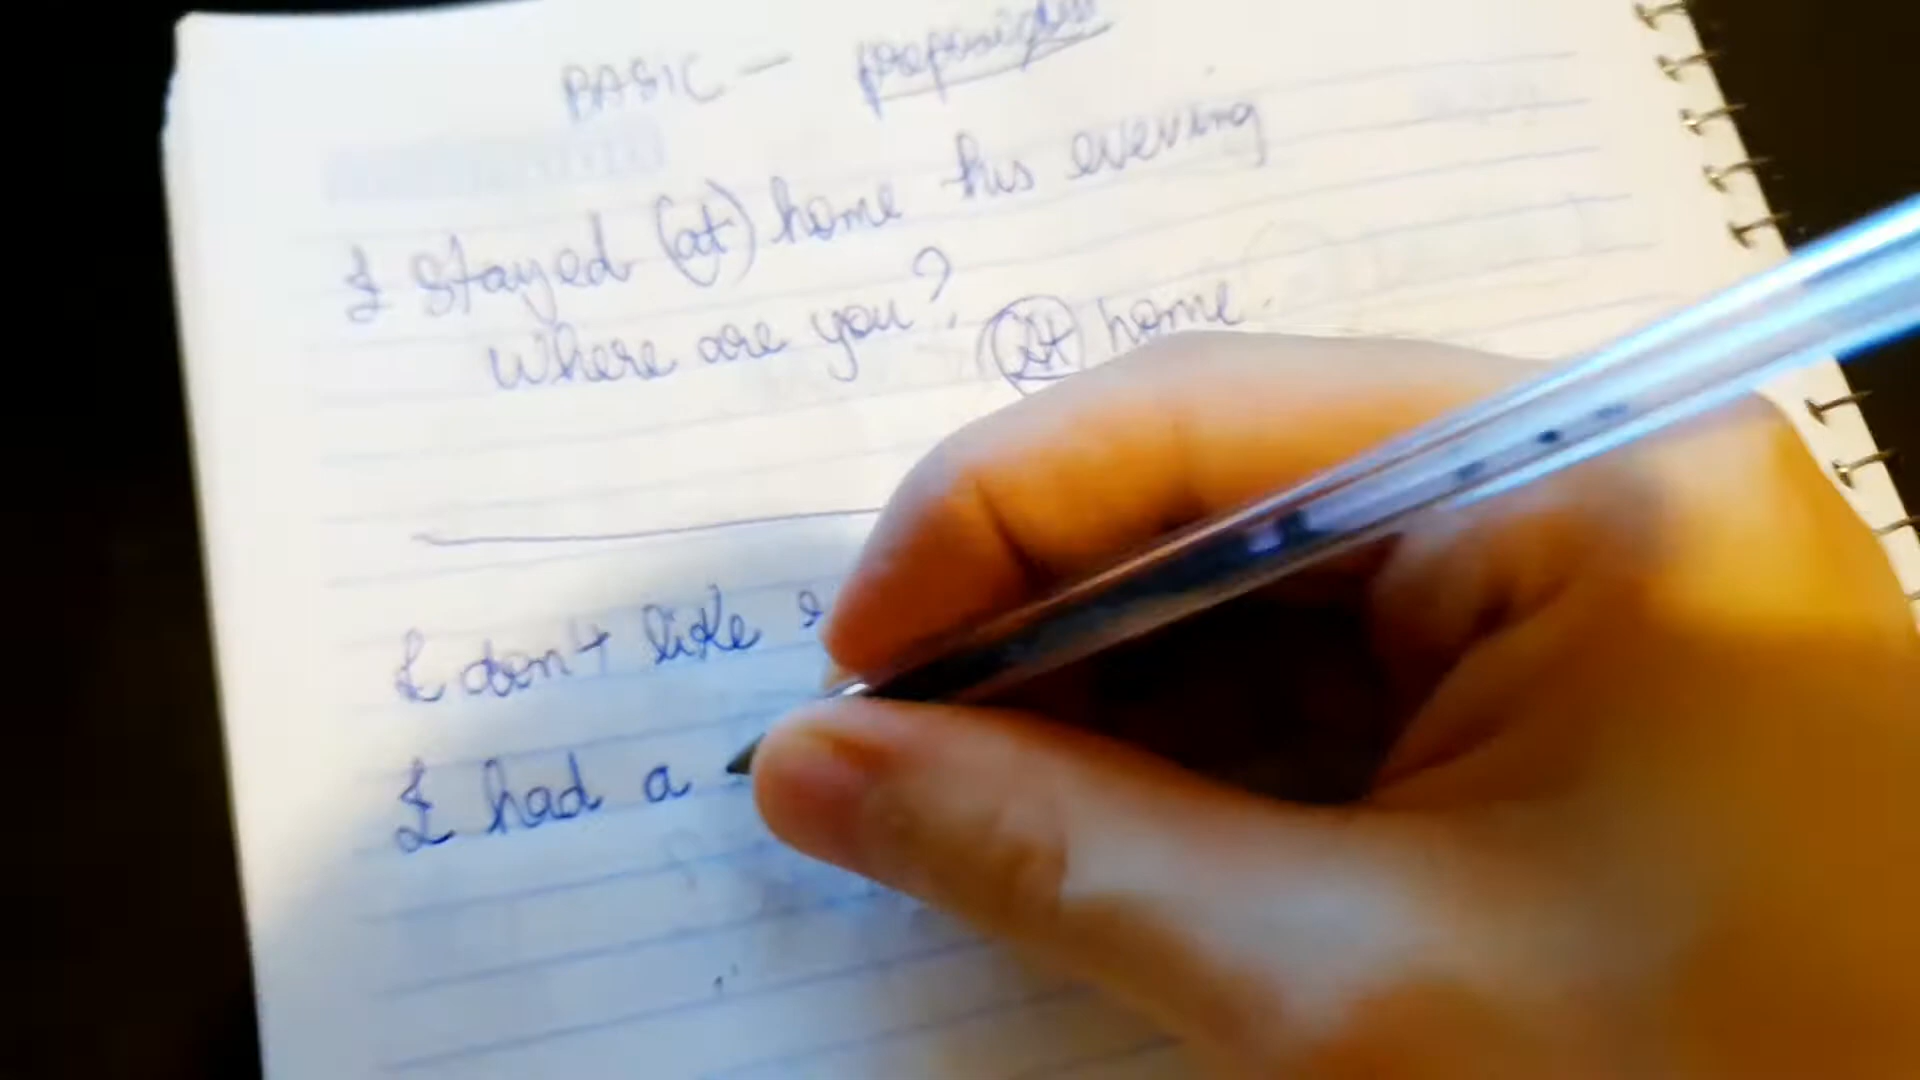 BASIC —
I stayed (at) home this evening
Where are you? At home.
I don't like
I had a